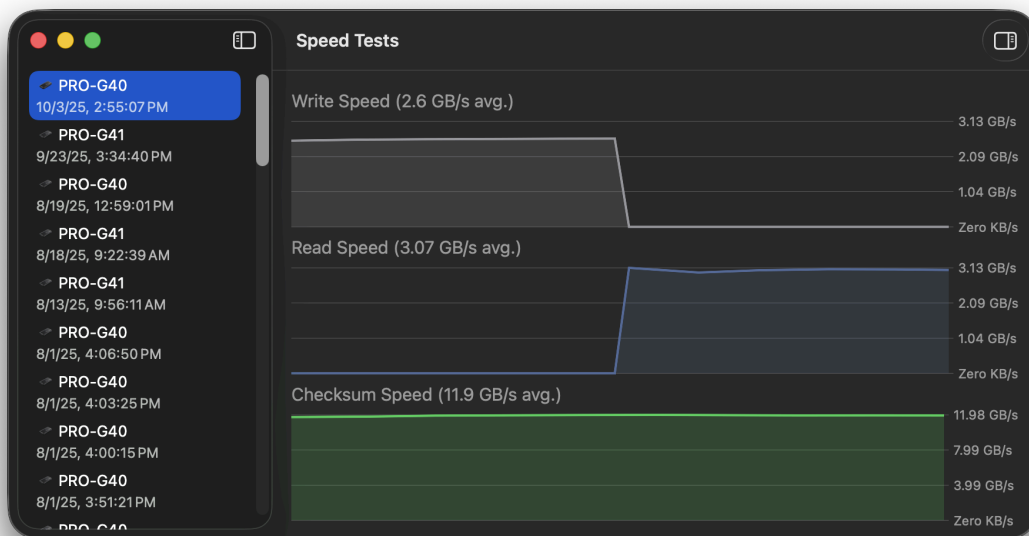 Speed Tests
PRO-G40
10/3/25, 2:55:07 PM
PRO-G41
9/23/25, 3:34:40 PM
PRO-G40
8/19/25, 12:59:01 PM
PRO-G41
8/18/25, 9:22:39 AM
PRO-G41
8/13/25, 9:56:11 AM
PRO-G40
8/1/25, 4:06:50 PM
PRO-G40
8/1/25, 4:03:25 PM
PRO-G40
8/1/25, 4:00:15 PM
PRO-G40
8/1/25, 3:51:21 PM
PRO-G40
Write Speed (2.6 GB/s avg.)
3.13 GB/s
2.09 GB/s
1.04 GB/s
Zero KB/s
Read Speed (3.07 GB/s avg.)
3.13 GB/s
2.09 GB/s
1.04 GB/s
Zero KB/s
Checksum Speed (11.9 GB/s avg.)
11.98 GB/s
7.99 GB/s
3.99 GB/s
Zero KB/s